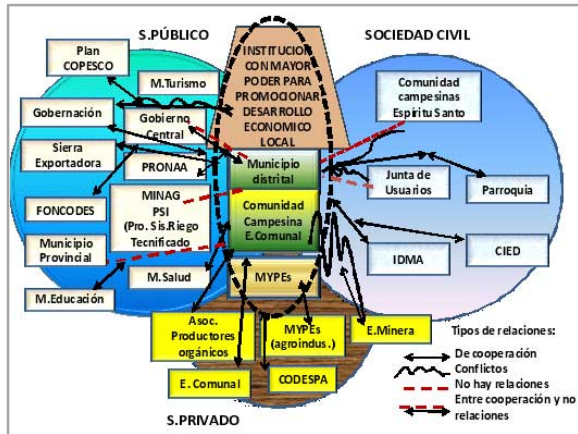 S.PÚBLICO
SOCIEDAD CIVIL
Plan
COPESCO
M.Turismo
Gobernación
Gobierno
Central
Sierra
Exportadora
PRONAA
FONCODES
MINAG
PSI
(Pro.Sis.Riego
Tecnificado)
Municipio
Provincial
M.Salud
M.Educación
INSTITUCION
CON MAYOR
PODER PARA
PROMOCIONAR
DESARROLLO
ECONOMICO
LOCAL
Municipio
distrital
Comunidad
Campesina
E.Comunal
MYPEs
Comunidad
campesinas
Espíritu Santo
Junta de
Usuarios
Parroquia
IDMA
CIED
Asoc.
Productores
orgánicos
MYPEs
(agroindus.)
E.Minera
E. Comunal
CODESPA
S.PRIVADO
Tipos de relaciones:
De cooperación
Conflictos
No hay relaciones
Entre cooperación y no
relaciones